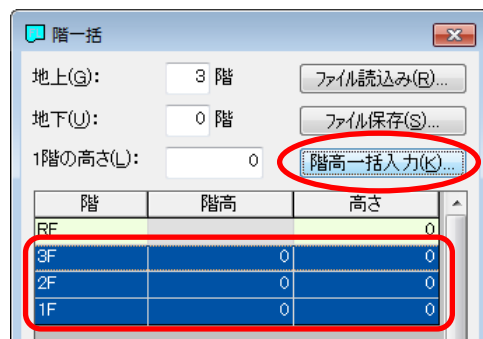 階一括
地上(G): 3 階 ファイル読込み(R)...
地下(U): 0 階 ファイル保存(S)...
1階の高さ(L): 0 階高一括入力(K)...
階 階高 高さ
RF 0
3F 0 0
2F 0 0
1F 0 0